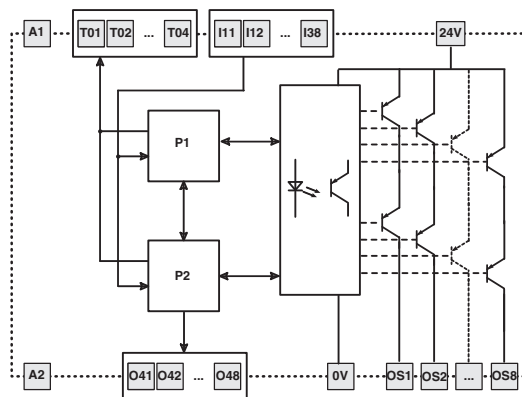 A1 T01 T02 ... T04 I11 I12 ... I38 24V
P1
P2
A2 O41 O42 ... O48 0V OS1 OS2 ... OS8